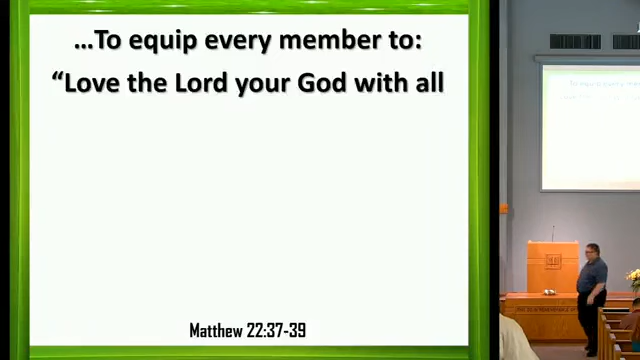 ...To equip every member to:
“Love the Lord your God with all
Matthew 22:37-39